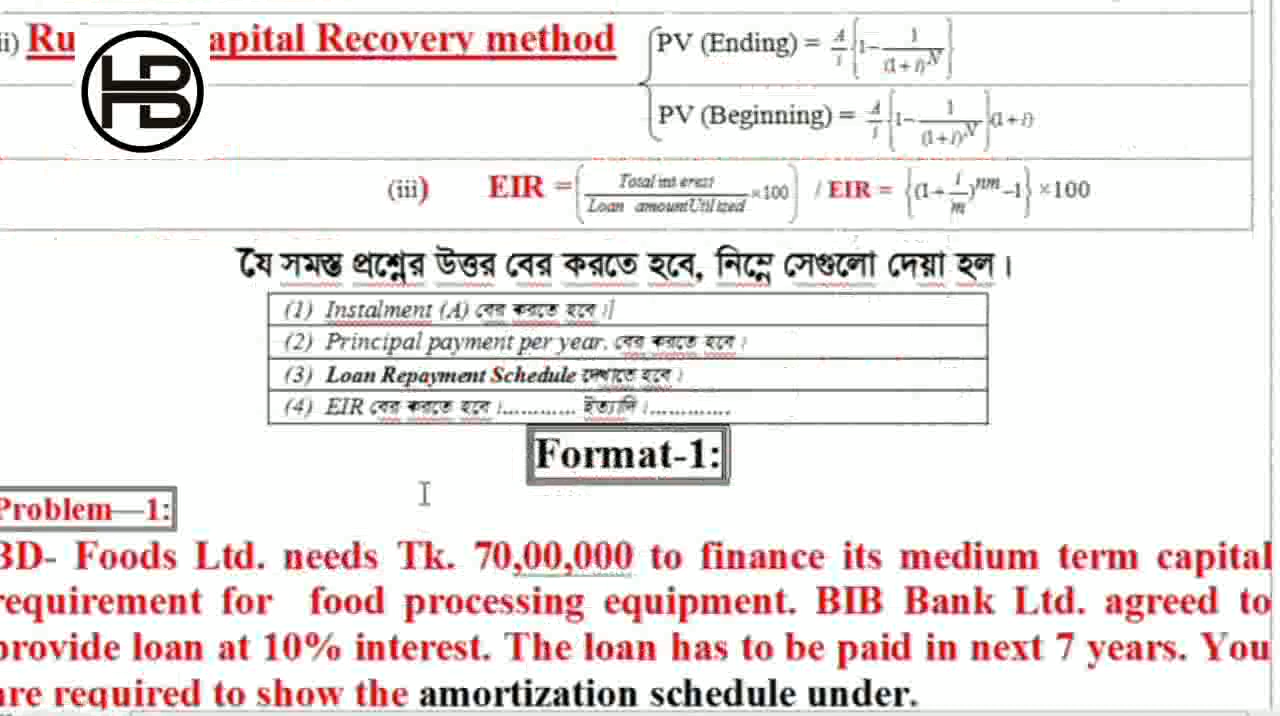 ii) Ru apital Recovery method
PV (Ending) = A/i {1- 1/(1+i)^N}
PV (Beginning) = A/i {1- 1/(1+i)^N}(1+i)
(iii) EIR = (Total interest/Loan amount Utilized ×100) / EIR = {(1+ i/m)^nm -1} ×100
যে সমস্ত প্রশ্নের উত্তর বের করতে হবে, নিম্নে সেগুলো দেয়া হল।
(1) Instalment (A) বের করতে হবে।
(2) Principal payment per year. বের করতে হবে।
(3) Loan Repayment Schedule দেখাতে হবে।
(4) EIR বের করতে হবে।............ ইত্যাদি।.............
Format-1:
Problem—1:
BD- Foods Ltd. needs Tk. 70,00,000 to finance its medium term capital
requirement for food processing equipment. BIB Bank Ltd. agreed to
provide loan at 10% interest. The loan has to be paid in next 7 years. You
are required to show the amortization schedule under.